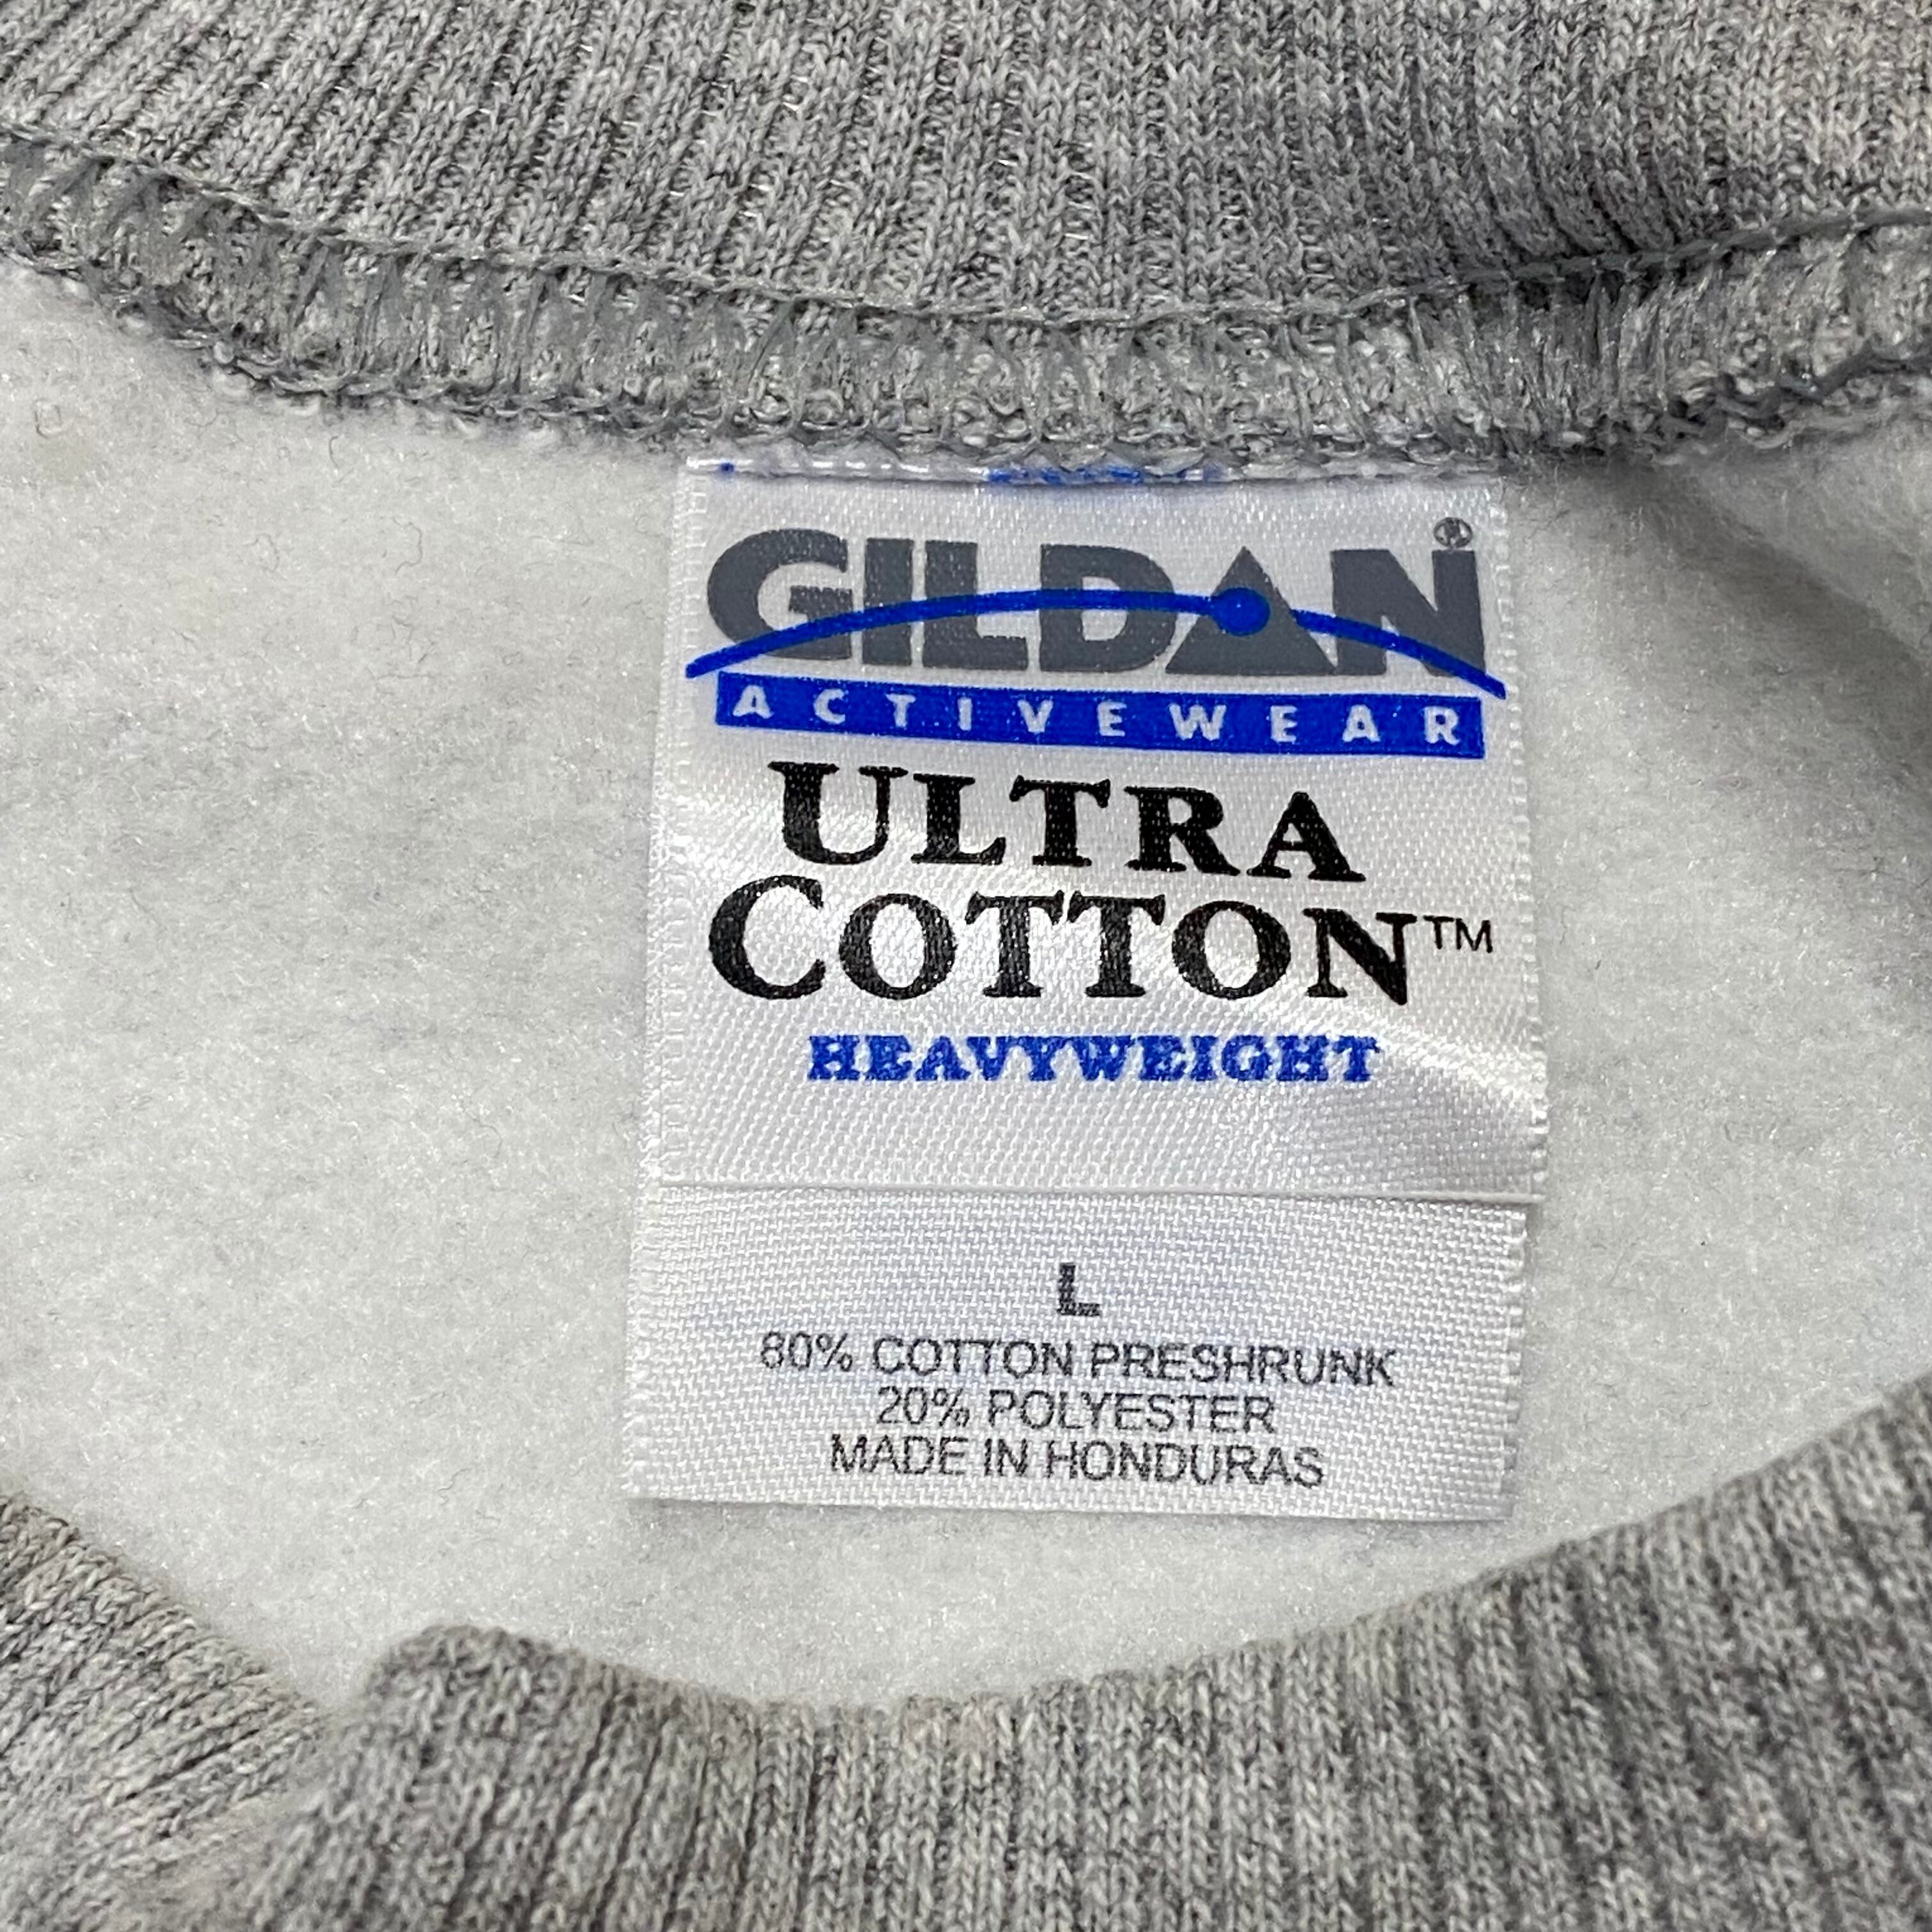 GILDAN®
ACTIVEWEAR
ULTRA
COTTON™
HEAVYWEIGHT
L
80% COTTON PRESHRUNK
20% POLYESTER
MADE IN HONDURAS